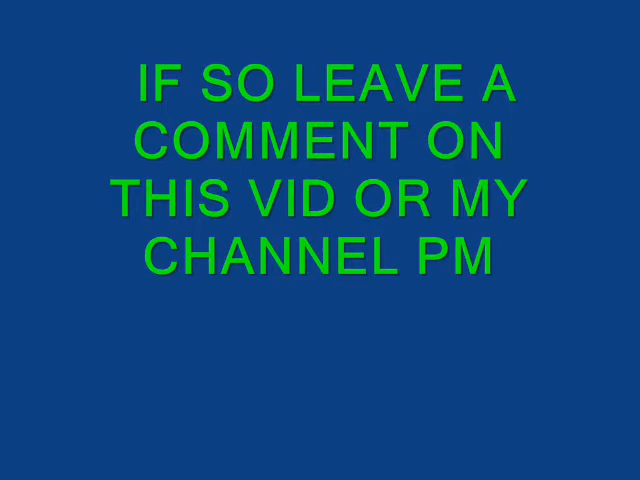 IF SO LEAVE A
COMMENT ON
THIS VID OR MY
CHANNEL PM